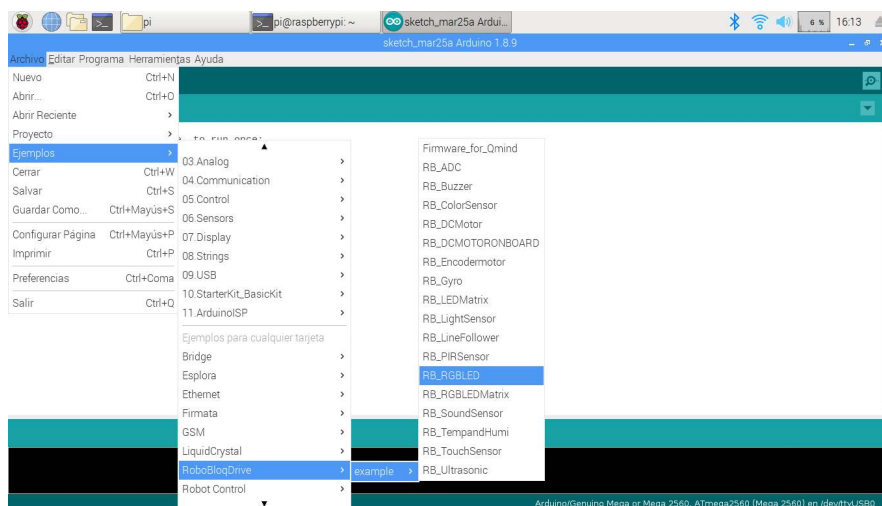 pi
pi@raspberrypi: ~
sketch_mar25a Ardui...
6 %
16:13
sketch_mar25a Arduino 1.8.9
Archivo Editar Programa Herramientas Ayuda
Nuevo Ctrl+N
Abrir... Ctrl+O
Abrir Reciente
Proyecto
Ejemplos
Cerrar Ctrl+W
Salvar Ctrl+S
Guardar Como... Ctrl+Mayús+S
Configurar Página Ctrl+Mayús+P
Imprimir Ctrl+P
Preferencias Ctrl+Coma
Salir Ctrl+Q
to run once:
03.Analog
04.Communication
05.Control
06.Sensors
07.Display
08.Strings
09.USB
10.StarterKit_BasicKit
11.ArduinoISP
Ejemplos para cualquier tarjeta
Bridge
Esplora
Ethernet
Firmata
GSM
LiquidCrystal
RoboBloqDrive
Robot Control
example
Firmware_for_Qmind
RB_ADC
RB_Buzzer
RB_ColorSensor
RB_DCMotor
RB_DCMOTORONBOARD
RB_Encodermotor
RB_Gyro
RB_LEDMatrix
RB_LightSensor
RB_LineFollower
RB_PIRSensor
RB_RGBLED
RB_RGBLEDMatrix
RB_SoundSensor
RB_TempandHumi
RB_TouchSensor
RB_Ultrasonic
Arduino/Genuino Mega or Mega 2560, ATmega2560 (Mega 2560) en /dev/ttyUSB0